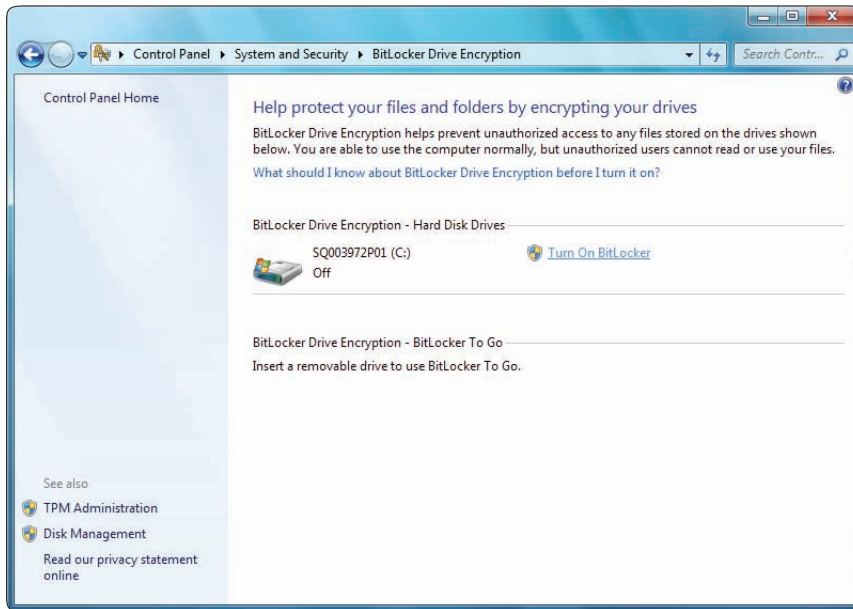 Control Panel ▸ System and Security ▸ BitLocker Drive Encryption
Search Contr...
Control Panel Home
Help protect your files and folders by encrypting your drives
BitLocker Drive Encryption helps prevent unauthorized access to any files stored on the drives shown
below. You are able to use the computer normally, but unauthorized users cannot read or use your files.
What should I know about BitLocker Drive Encryption before I turn it on?
BitLocker Drive Encryption - Hard Disk Drives
SQ003972P01 (C:)
Turn On BitLocker
Off
BitLocker Drive Encryption - BitLocker To Go
Insert a removable drive to use BitLocker To Go.
See also
TPM Administration
Disk Management
Read our privacy statement
online